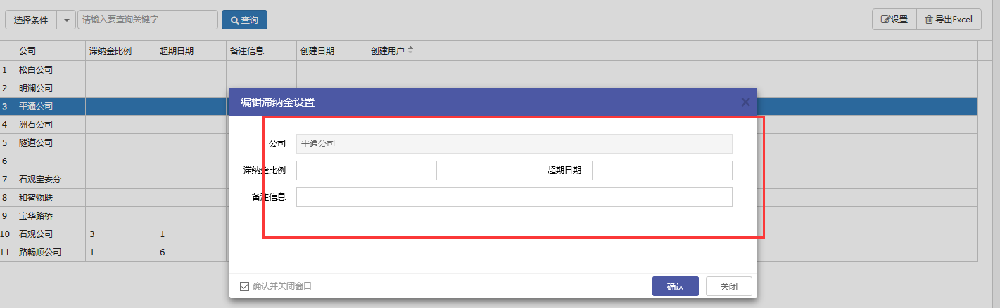 选择条件 请输入要查询关键字 查询 设置 导出Excel
公司 滞纳金比例 超期日期 备注信息 创建日期 创建用户
1 松白公司
2 明澜公司
编辑滞纳金设置
3 平通公司
4 洲石公司
5 隧道公司
6
7 石观宝安分
8 和智物联
9 宝华路桥
10 石观公司 3 1
11 路畅顺公司 1 6
公司 平通公司
滞纳金比例 超期日期
备注信息
确认并关闭窗口 确认 关闭